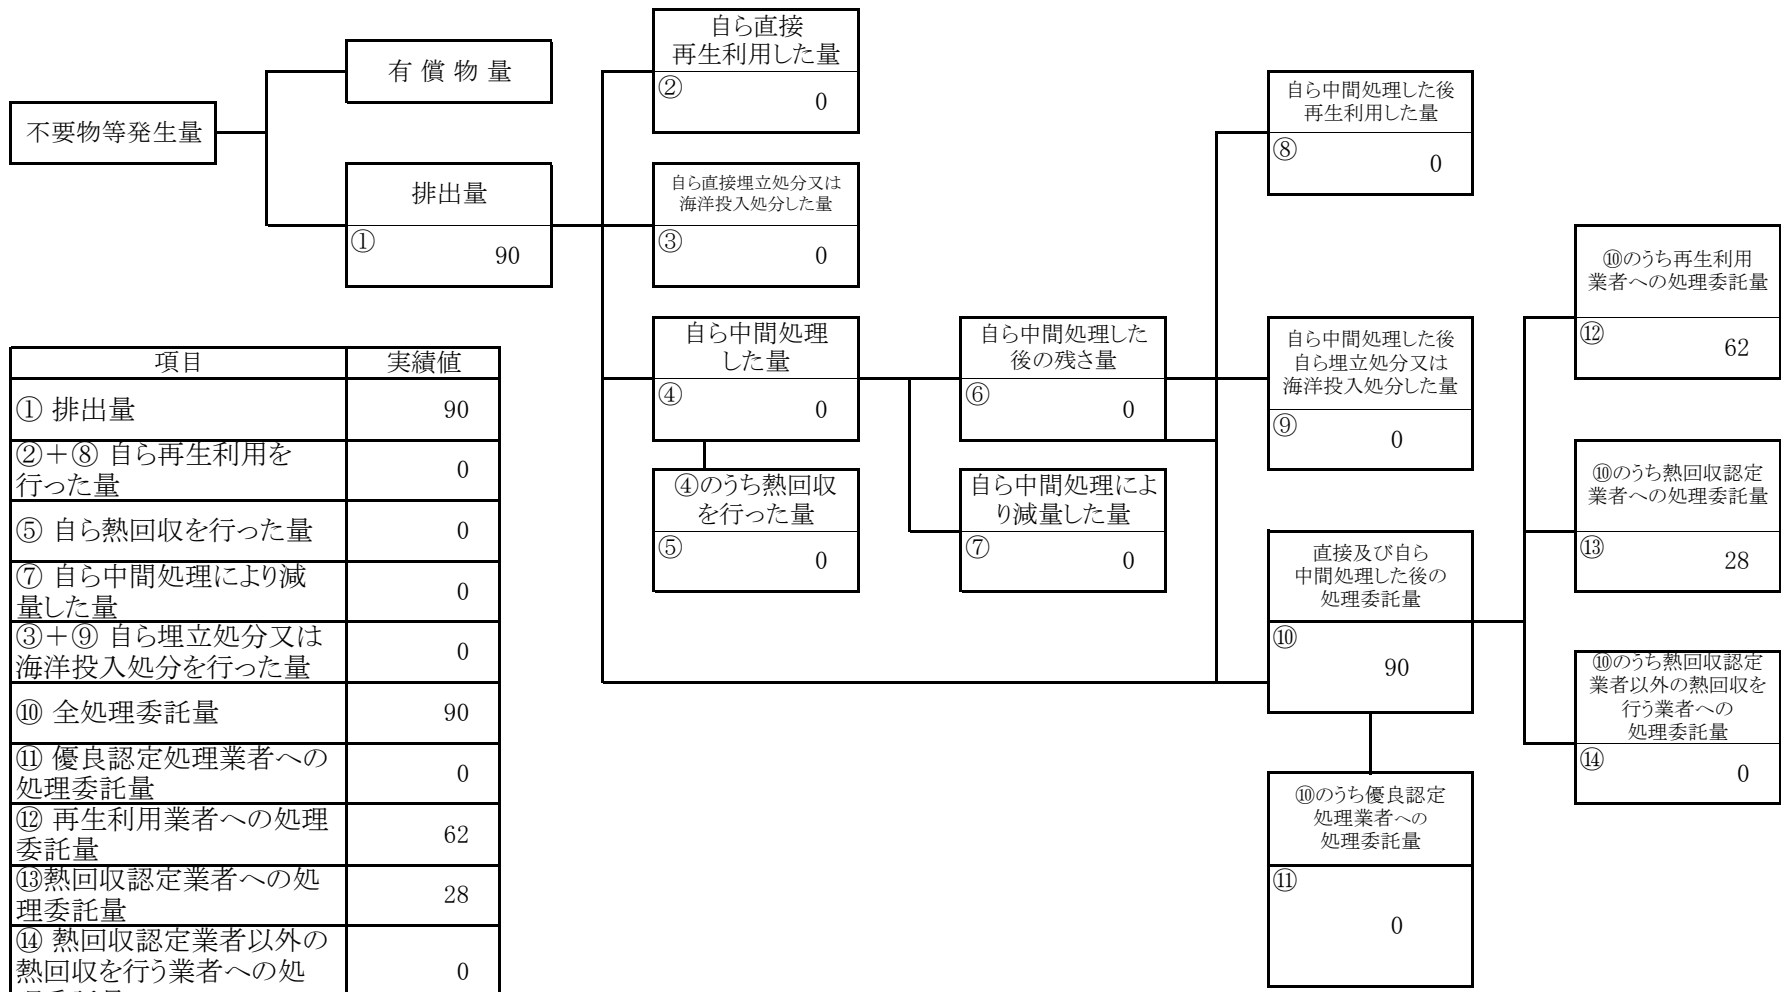 不要物等発生量
有償物量
排出量
①
90
自ら直接
再生利用した量
②
0
自ら直接埋立処分又は
海洋投入処分した量
③
0
自ら中間処理
した量
④
0
④のうち熱回収
を行った量
⑤
0
自ら中間処理した
後の残さ量
⑥
0
自ら中間処理によ
り減量した量
⑦
0
自ら中間処理した後
再生利用した量
⑧
0
自ら中間処理した後
自ら埋立処分又は
海洋投入処分した量
⑨
0
直接及び自ら
中間処理した後の
処理委託量
⑩
90
⑩のうち優良認定
処理業者への
処理委託量
⑪
0
⑩のうち再生利用
業者への処理委託量
⑫
62
⑩のうち熱回収認定
業者への処理委託量
⑬
28
⑩のうち熱回収認定
業者以外の熱回収を
行う業者への
処理委託量
⑭
0
項目 実績値
① 排出量 90
②＋⑧ 自ら再生利用を
行った量 0
⑤ 自ら熱回収を行った量 0
⑦ 自ら中間処理により減
量した量 0
③＋⑨ 自ら埋立処分又は
海洋投入処分を行った量 0
⑩ 全処理委託量 90
⑪ 優良認定処理業者への
処理委託量 0
⑫ 再生利用業者への処理
委託量 62
⑬熱回収認定業者への処
理委託量 28
⑭ 熱回収認定業者以外の
熱回収を行う業者への処 0